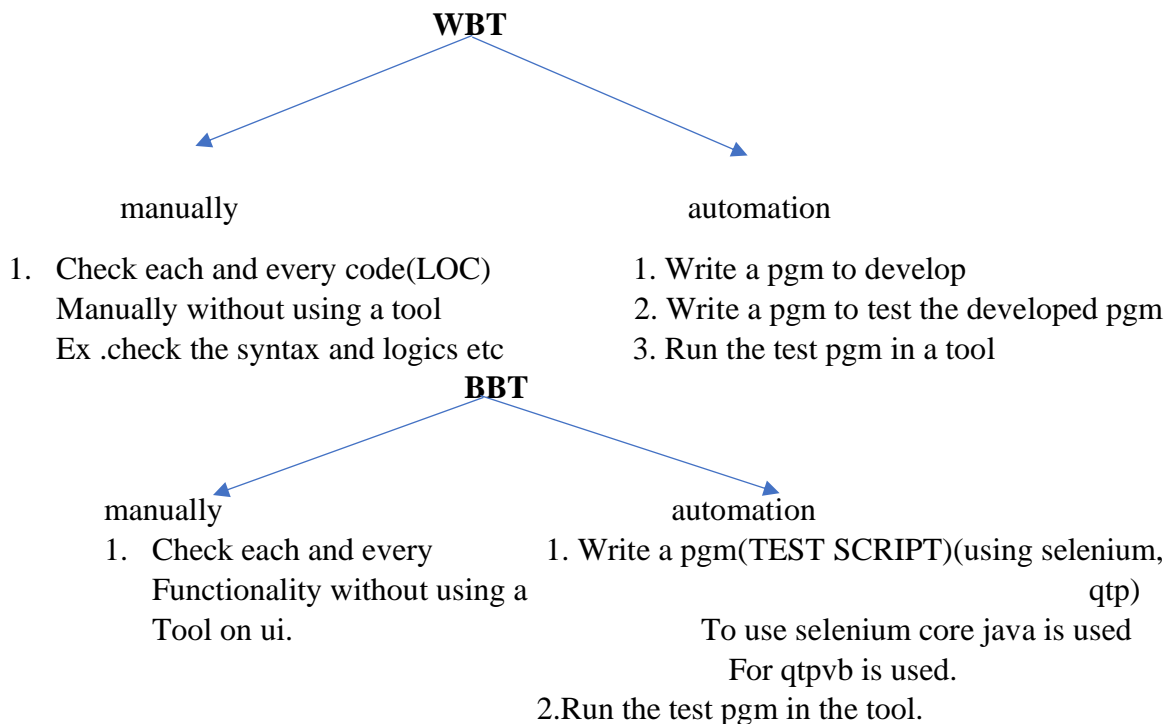 WBT
manually
automation
1. Check each and every code(LOC)
Manually without using a tool
Ex .check the syntax and logics etc
1. Write a pgm to develop
2. Write a pgm to test the developed pgm
3. Run the test pgm in a tool
BBT
manually
automation
1. Check each and every
Functionality without using a
Tool on ui.
1. Write a pgm(TEST SCRIPT)(using selenium,
qtp)
To use selenium core java is used
For qtpvb is used.
2.Run the test pgm in the tool.